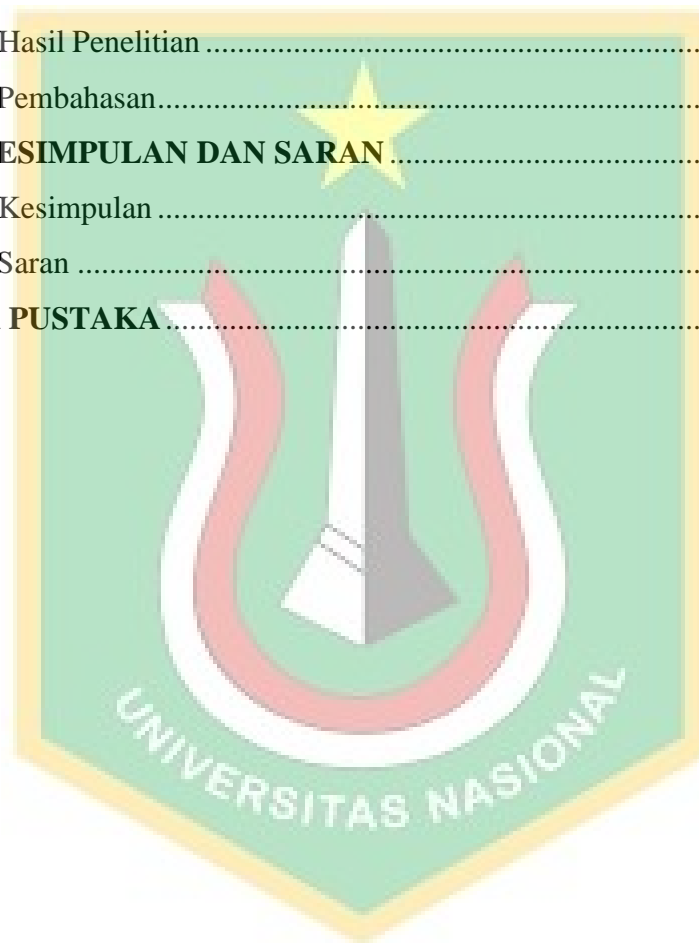 Hasil Penelitian ................................................................
Pembahasan................................................................
ESIMPULAN DAN SARAN ................................................................
Kesimpulan ................................................................
Saran ................................................................
PUSTAKA ................................................................
UNIVERSITAS NASIONAL